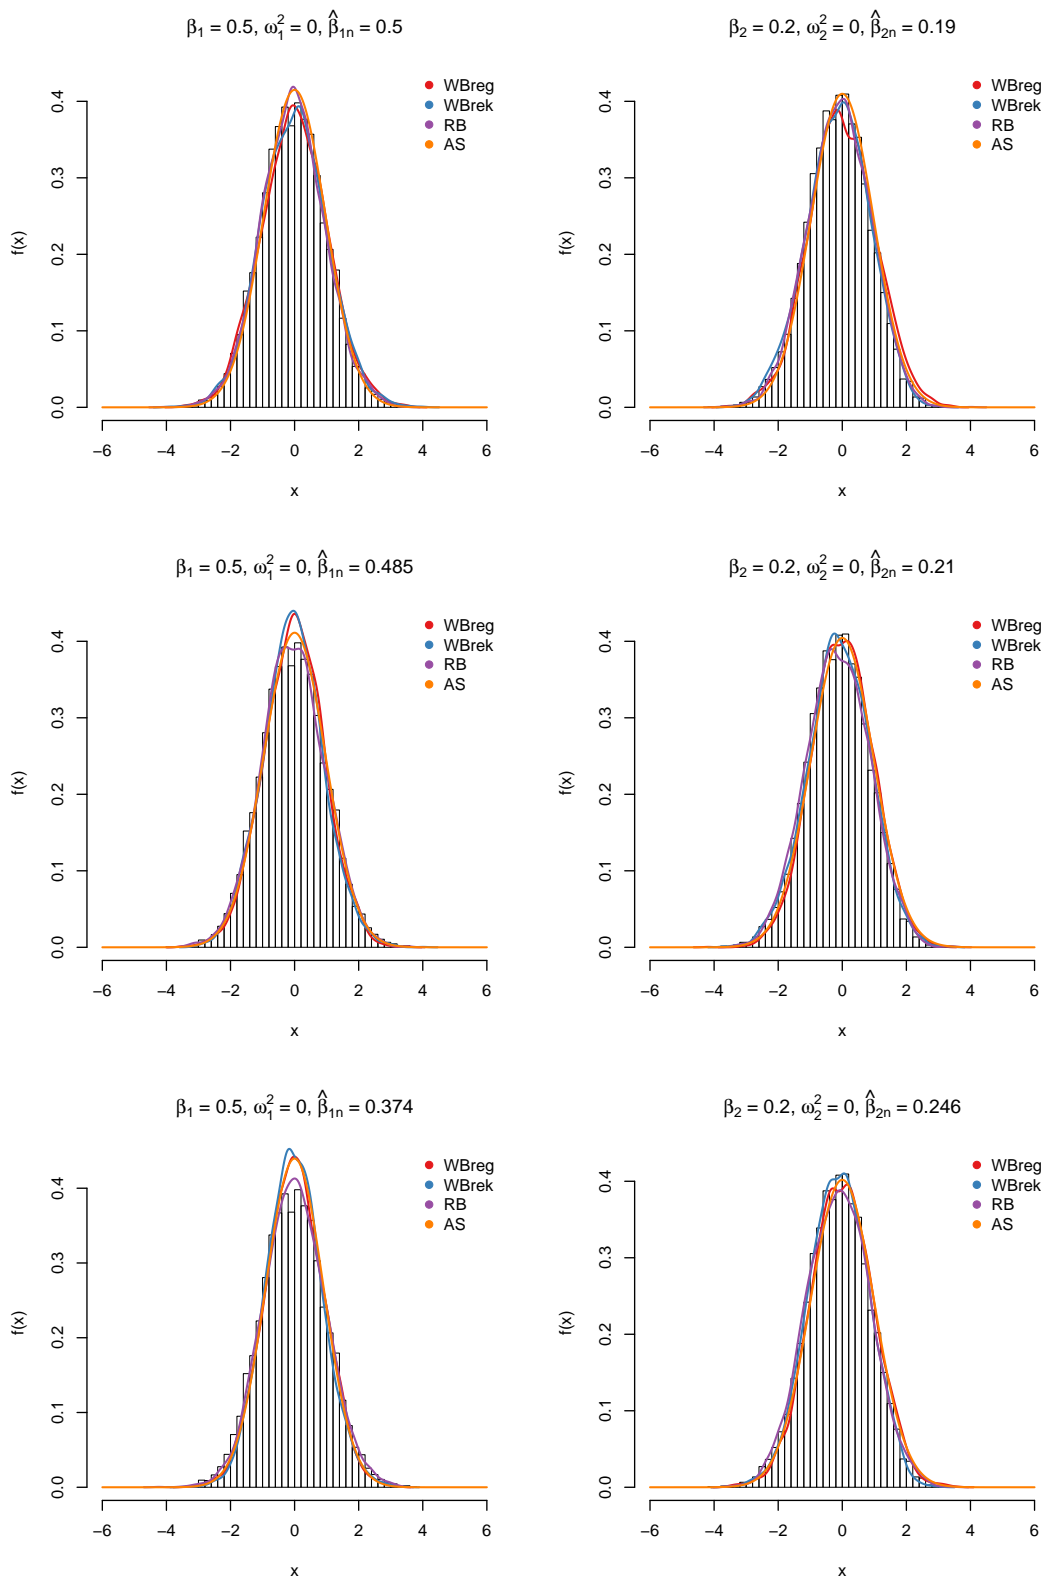 β₁ = 0.5, ω₁² = 0, β̂₁ₙ = 0.5
WBreg
WBrek
RB
AS
f(x)
0.0 0.1 0.2 0.3 0.4
−6 −4 −2 0 2 4 6
x
β₂ = 0.2, ω₂² = 0, β̂₂ₙ = 0.19
WBreg
WBrek
RB
AS
f(x)
0.0 0.1 0.2 0.3 0.4
−6 −4 −2 0 2 4 6
x
β₁ = 0.5, ω₁² = 0, β̂₁ₙ = 0.485
WBreg
WBrek
RB
AS
f(x)
0.0 0.1 0.2 0.3 0.4
−6 −4 −2 0 2 4 6
x
β₂ = 0.2, ω₂² = 0, β̂₂ₙ = 0.21
WBreg
WBrek
RB
AS
f(x)
0.0 0.1 0.2 0.3 0.4
−6 −4 −2 0 2 4 6
x
β₁ = 0.5, ω₁² = 0, β̂₁ₙ = 0.374
WBreg
WBrek
RB
AS
f(x)
0.0 0.1 0.2 0.3 0.4
−6 −4 −2 0 2 4 6
x
β₂ = 0.2, ω₂² = 0, β̂₂ₙ = 0.246
WBreg
WBrek
RB
AS
f(x)
0.0 0.1 0.2 0.3 0.4
−6 −4 −2 0 2 4 6
x